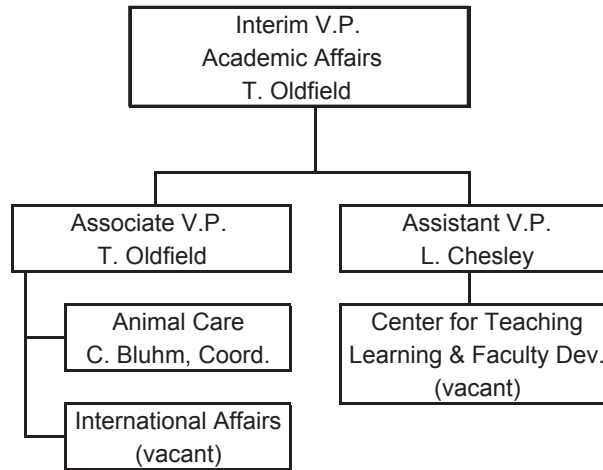 Interim V.P.
Academic Affairs
T. Oldfield
Associate V.P.
T. Oldfield
Assistant V.P.
L. Chesley
Animal Care
C. Bluhm, Coord.
Center for Teaching
Learning & Faculty Dev.
(vacant)
International Affairs
(vacant)